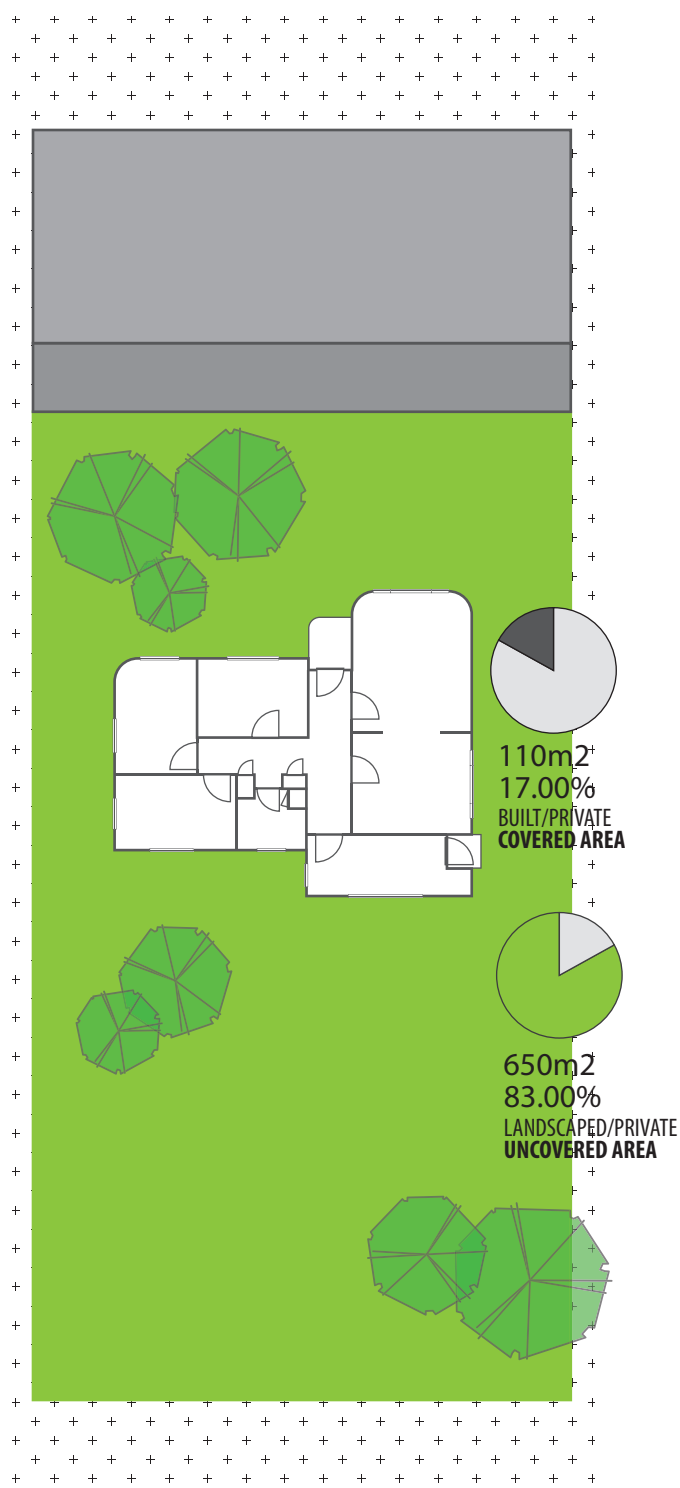 110m2
17.00%
BUILT/PRIVATE
COVERED AREA
650m2
83.00%
LANDSCAPED/PRIVATE
UNCOVERED AREA